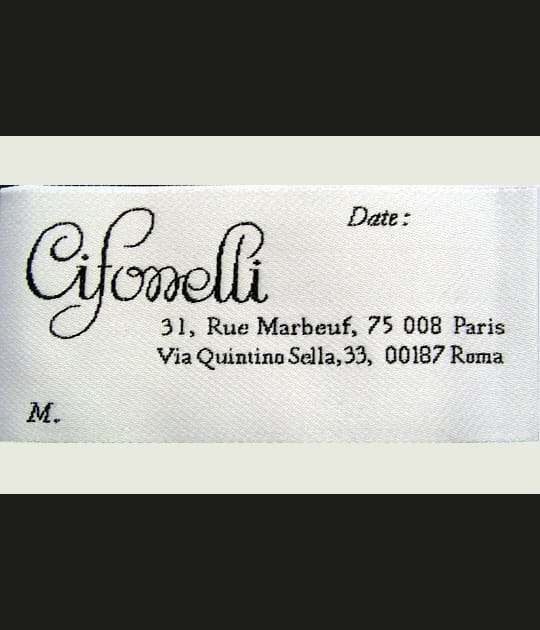 Date:
Cifonelli
31, Rue Marbeuf, 75 008 Paris
Via Quintino Sella,33, 00187 Roma
M.